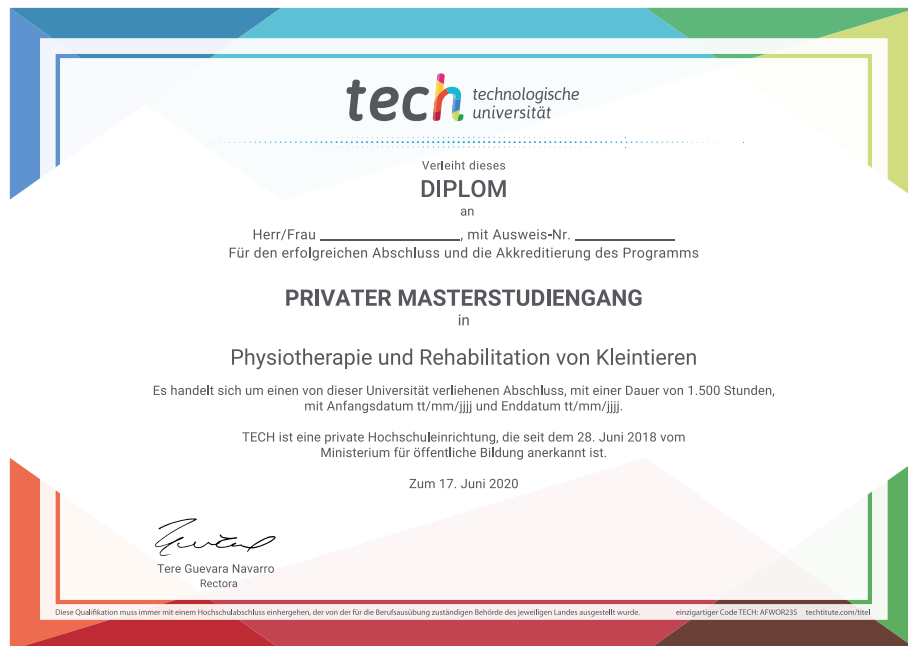 tech technologische
universität
Verleiht dieses
DIPLOM
an
Herr/Frau ______________, mit Ausweis-Nr. __________
Für den erfolgreichen Abschluss und die Akkreditierung des Programms
PRIVATER MASTERSTUDIENGANG
in
Physiotherapie und Rehabilitation von Kleintieren
Es handelt sich um einen von dieser Universität verliehenen Abschluss, mit einer Dauer von 1.500 Stunden,
mit Anfangsdatum tt/mm/jjjj und Enddatum tt/mm/jjjj.
TECH ist eine private Hochschuleinrichtung, die seit dem 28. Juni 2018 vom
Ministerium für öffentliche Bildung anerkannt ist.
Zum 17. Juni 2020
Tere Guevara Navarro
Rectora
Diese Qualifikation muss immer mit einem Hochschulabschluss einhergehen, der von der für die Berufsausübung zuständigen Behörde des jeweiligen Landes ausgestellt wurde. einzigartiger Code TECH: AFWOR23S techtitute.com/titel